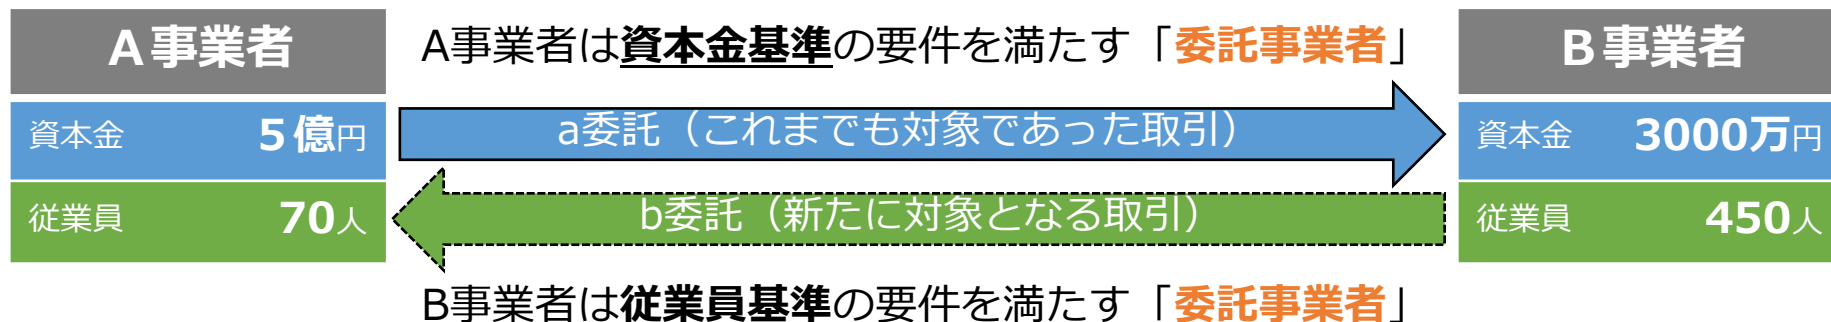 A事業者
A事業者は資本金基準の要件を満たす「委託事業者」
B事業者
資本金 5億円
a委託（これまでも対象であった取引）
資本金 3000万円
従業員 70人
b委託（新たに対象となる取引）
従業員 450人
B事業者は従業員基準の要件を満たす「委託事業者」